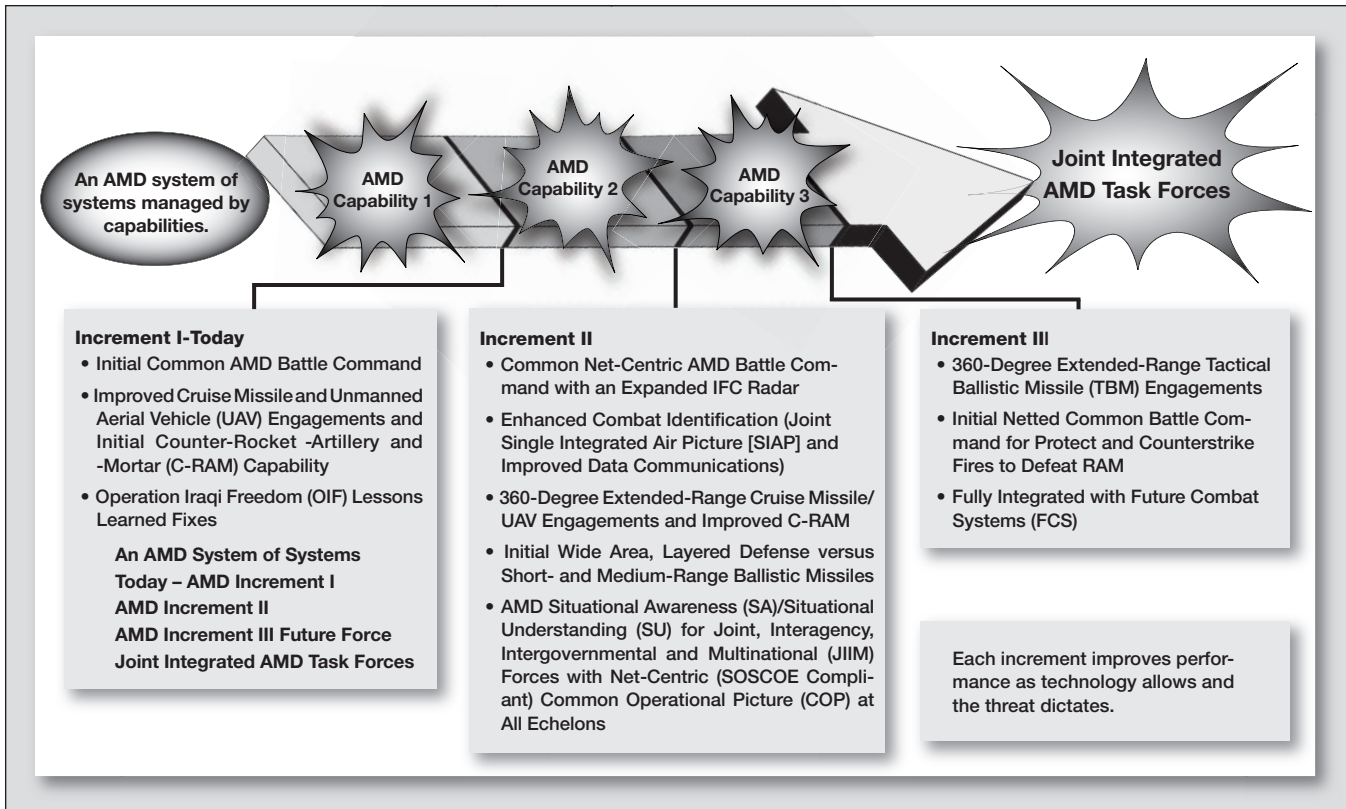 An AMD system of
systems managed by
capabilities.
AMD
Capability 1
AMD
Capability 2
AMD
Capability 3
Joint Integrated
AMD Task Forces
Increment I-Today
• Initial Common AMD Battle Command
• Improved Cruise Missile and Unmanned
Aerial Vehicle (UAV) Engagements and
Initial Counter-Rocket -Artillery and
-Mortar (C-RAM) Capability
• Operation Iraqi Freedom (OIF) Lessons
Learned Fixes
An AMD System of Systems
Today – AMD Increment I
AMD Increment II
AMD Increment III Future Force
Joint Integrated AMD Task Forces
Increment II
• Common Net-Centric AMD Battle Com-
mand with an Expanded IFC Radar
• Enhanced Combat Identification (Joint
Single Integrated Air Picture [SIAP] and
Improved Data Communications)
• 360-Degree Extended-Range Cruise Missile/
UAV Engagements and Improved C-RAM
• Initial Wide Area, Layered Defense versus
Short- and Medium-Range Ballistic Missiles
• AMD Situational Awareness (SA)/Situational
Understanding (SU) for Joint, Interagency,
Intergovernmental and Multinational (JIIM)
Forces with Net-Centric (SOSCOE Compli-
ant) Common Operational Picture (COP) at
All Echelons
Increment III
• 360-Degree Extended-Range Tactical
Ballistic Missile (TBM) Engagements
• Initial Netted Common Battle Com-
mand for Protect and Counterstrike
Fires to Defeat RAM
• Fully Integrated with Future Combat
Systems (FCS)
Each increment improves perfor-
mance as technology allows and
the threat dictates.